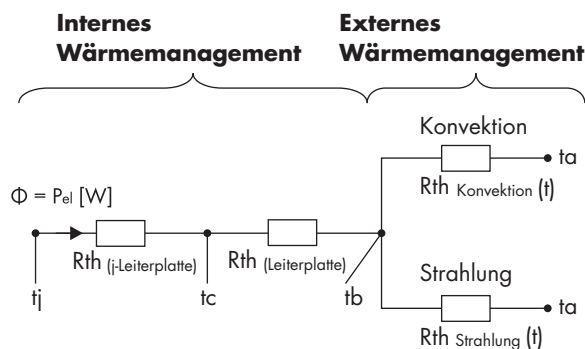 Internes
Wärmemanagement
Externes
Wärmemanagement
Konvektion
ta
Rth Konvektion (t)
Φ = Pel [W]
Rth (j-Leiterplatte)
Rth (Leiterplatte)
tj
tc
tb
Strahlung
ta
Rth Strahlung (t)